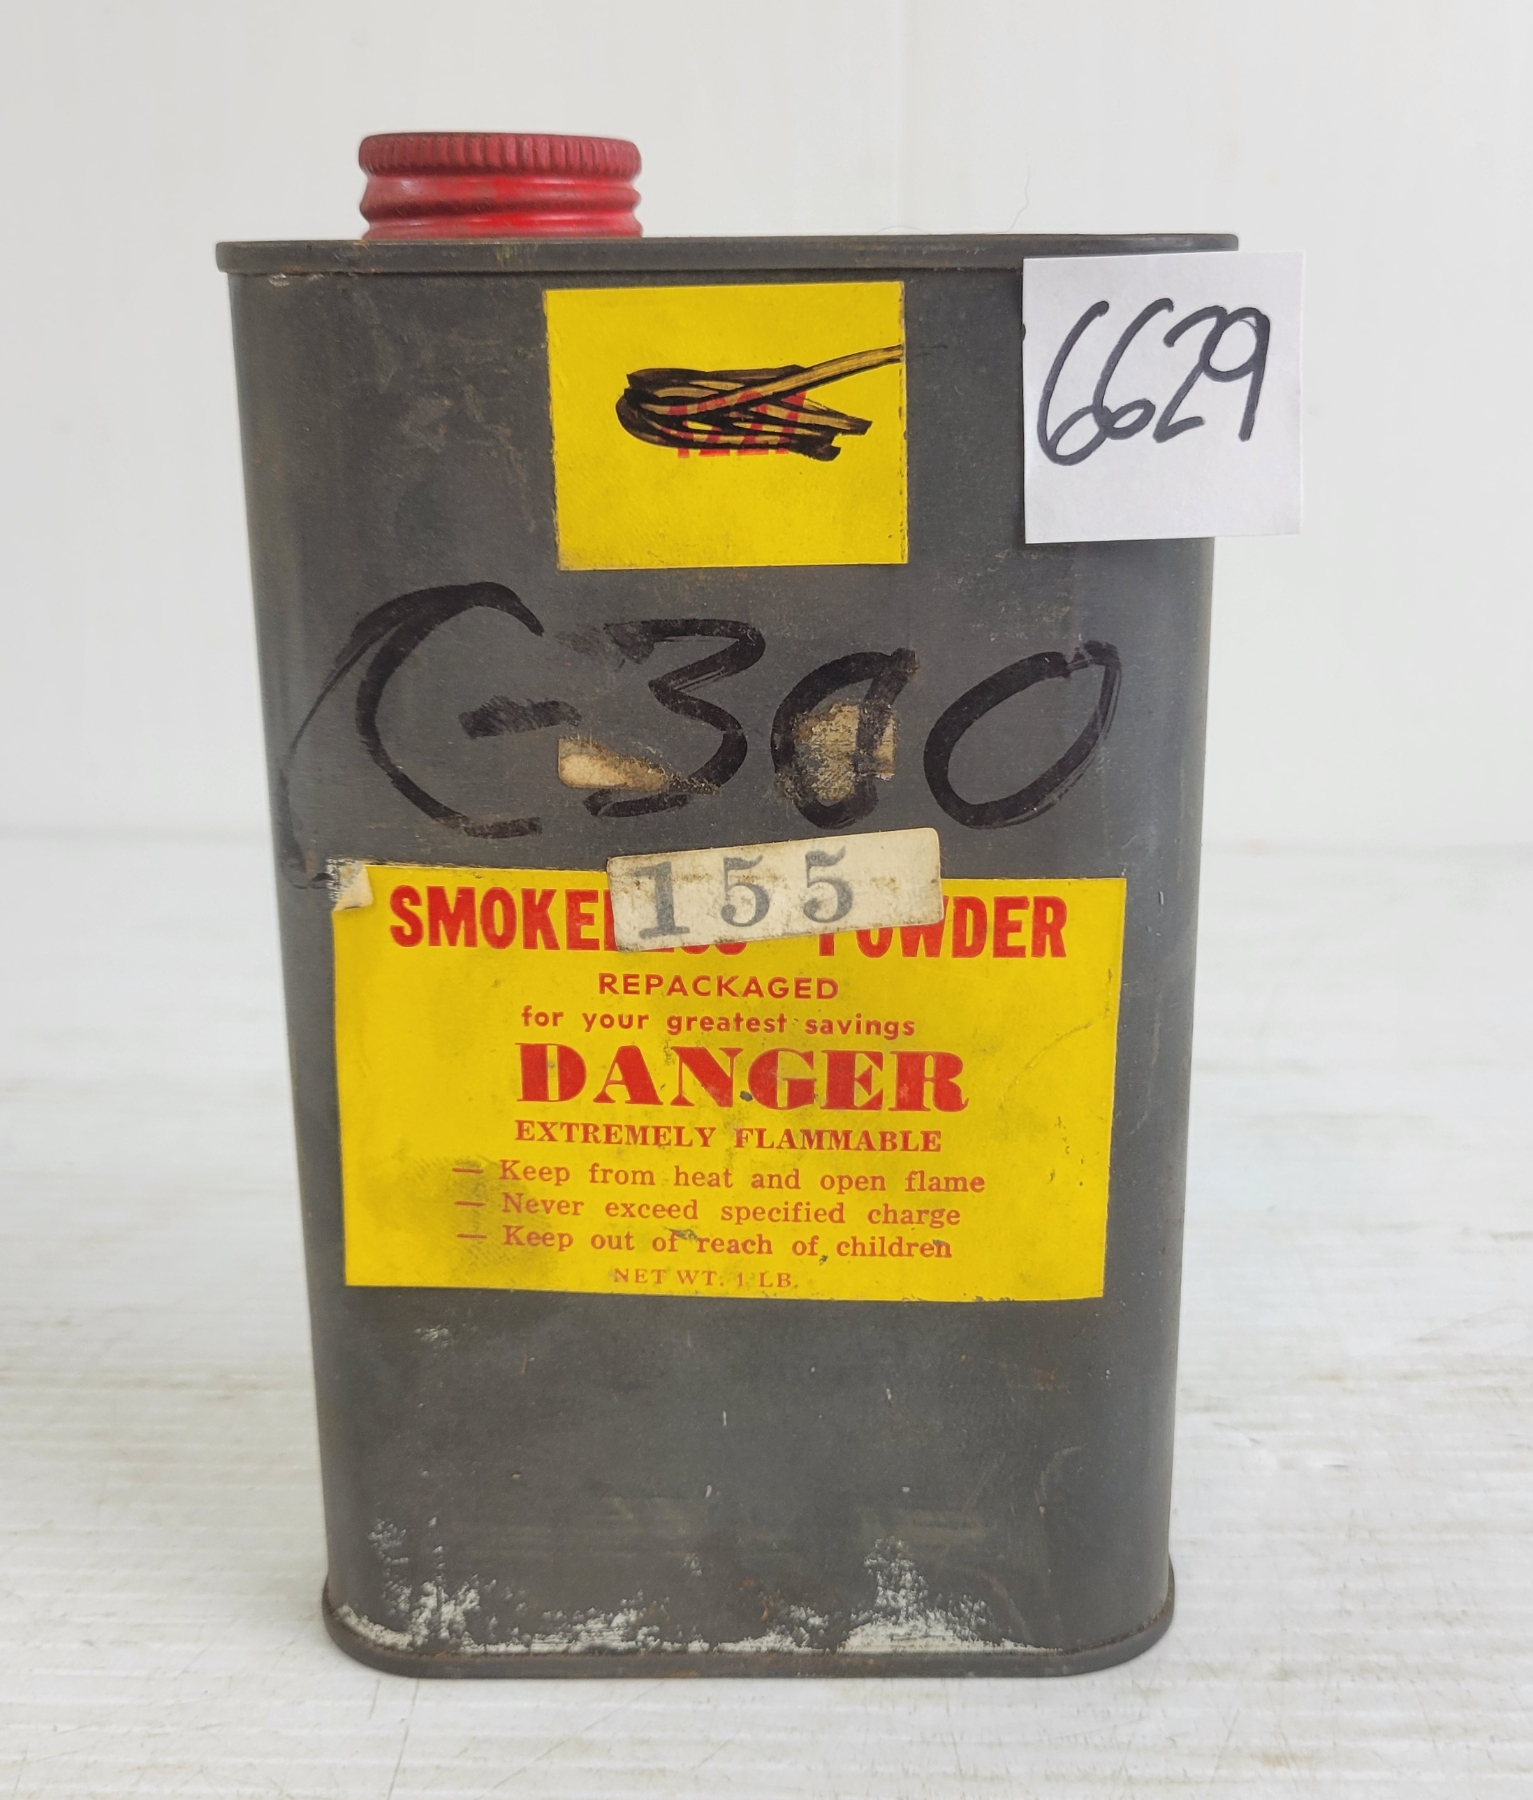 6629
C-300
155
SMOKELESS POWDER
REPACKAGED
for your greatest savings
DANGER
EXTREMELY FLAMMABLE
— Keep from heat and open flame
— Never exceed specified charge
— Keep out of reach of children
NET WT. 1 LB.